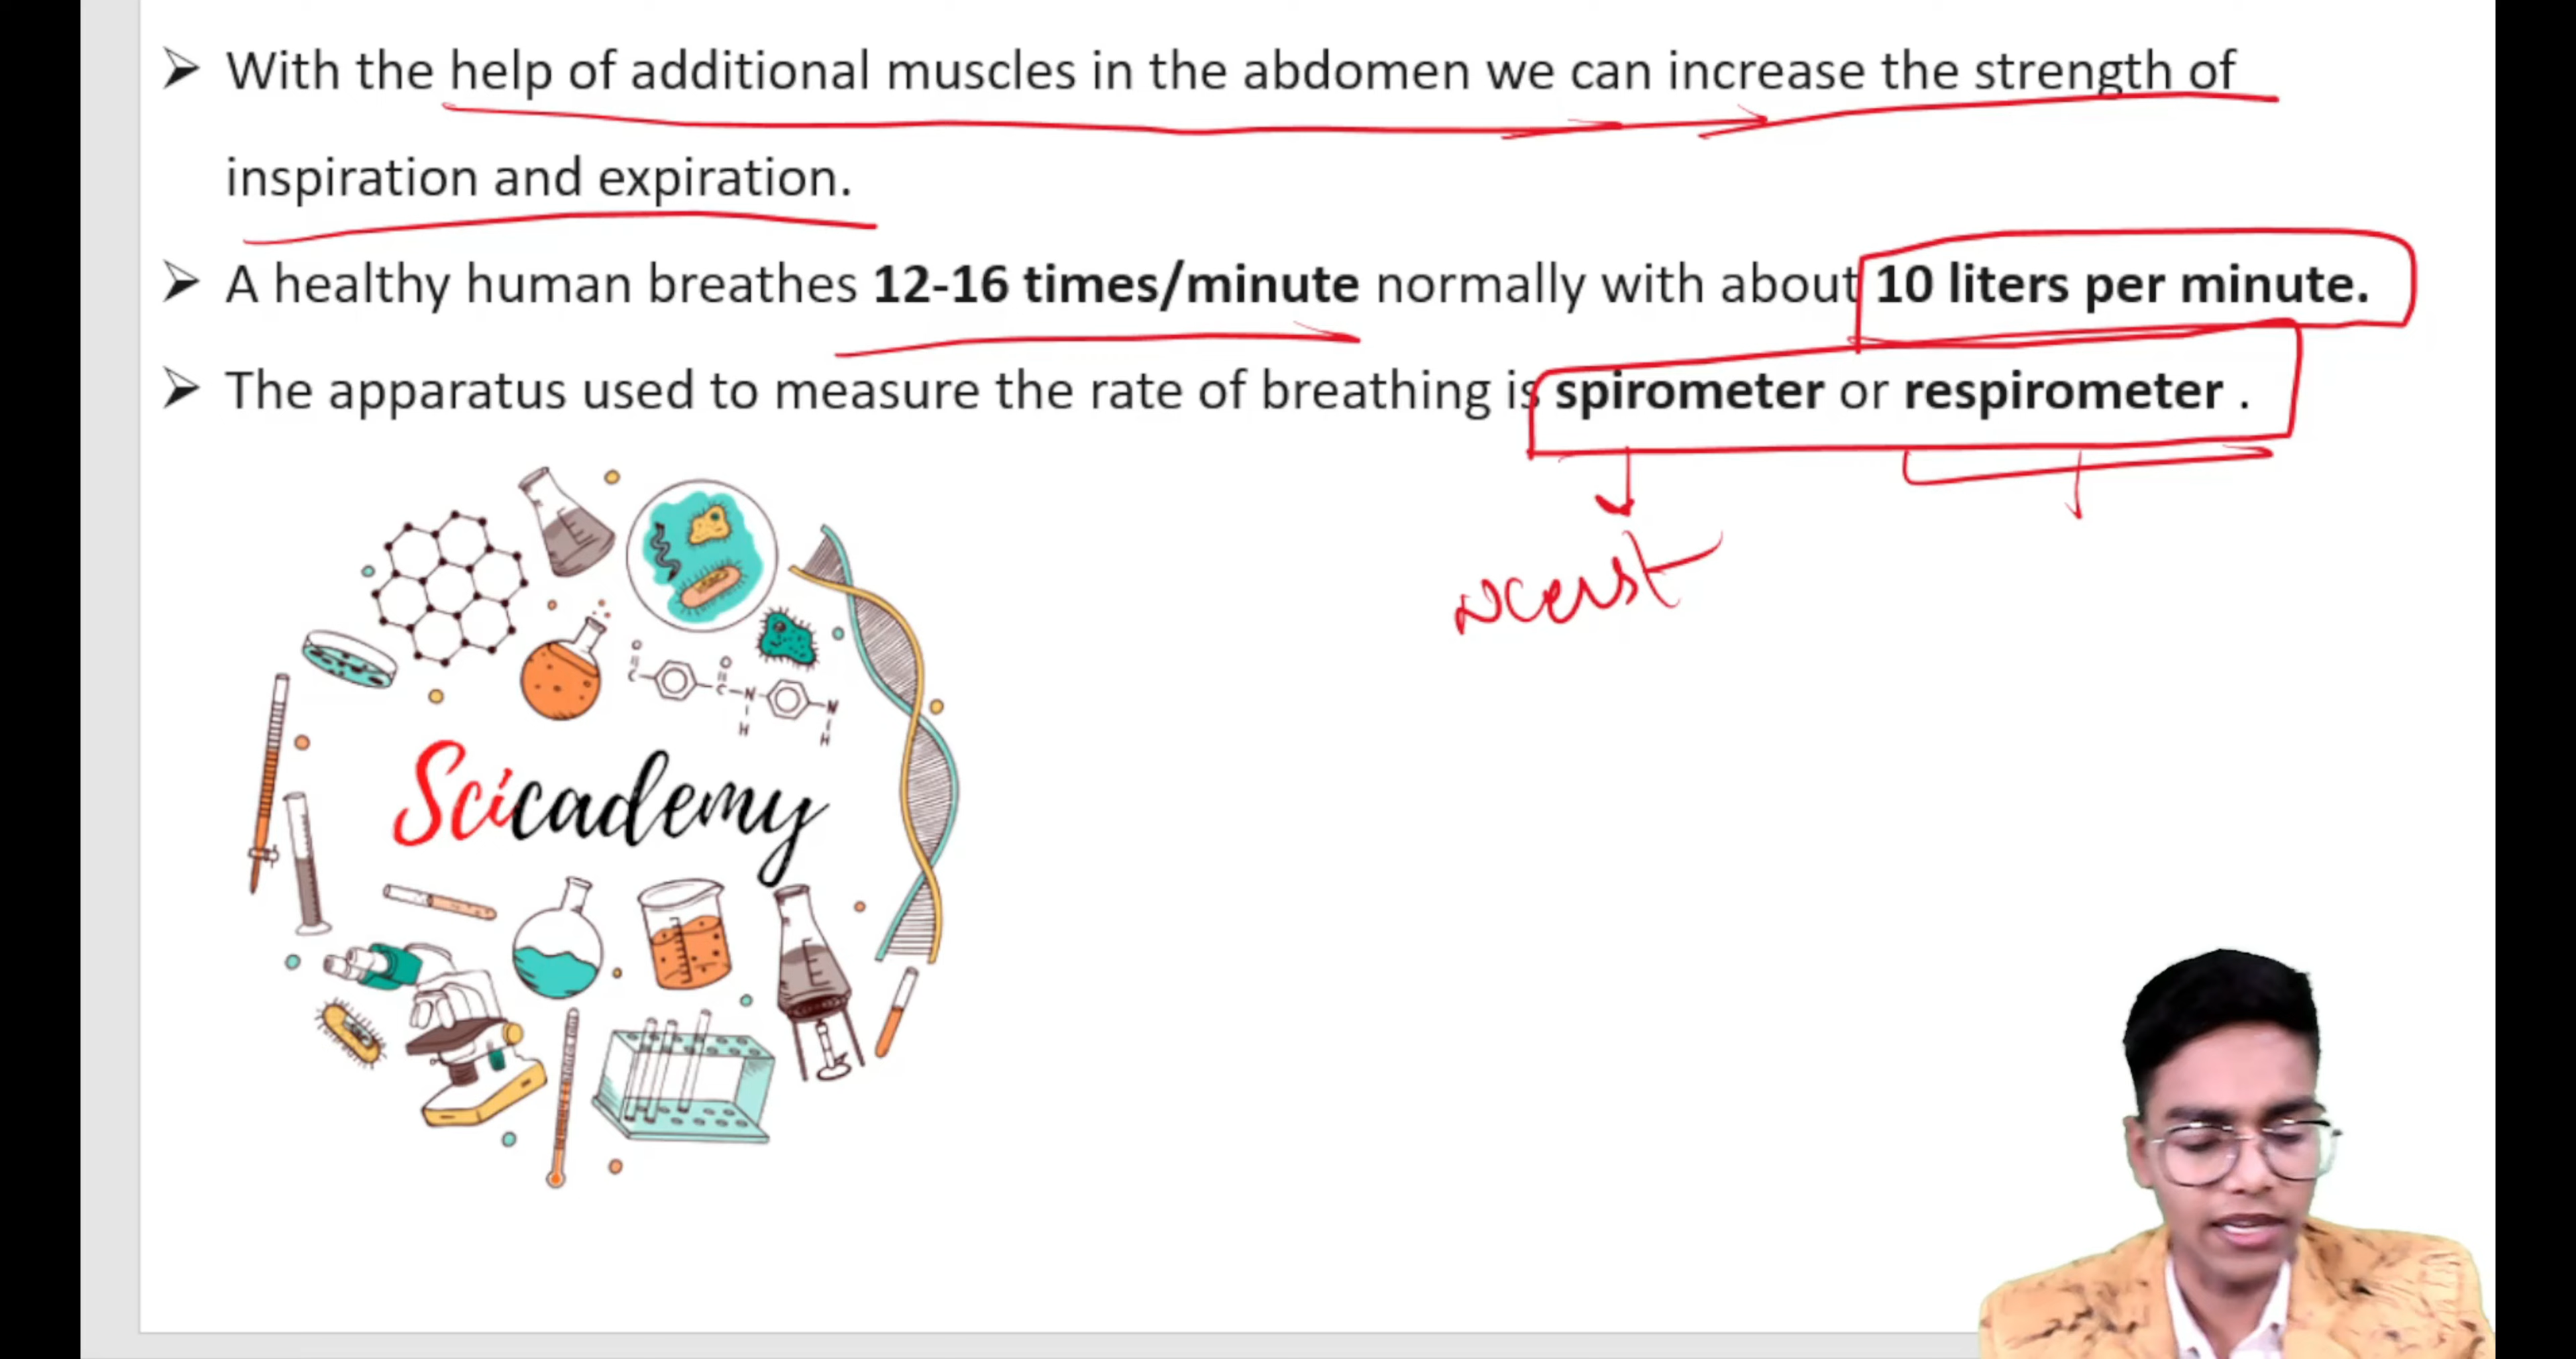 ➤ With the help of additional muscles in the abdomen we can increase the strength of
inspiration and expiration.
➤ A healthy human breathes 12-16 times/minute normally with about 10 liters per minute.
➤ The apparatus used to measure the rate of breathing is spirometer or respirometer .
O
C
O
C
N
H
N
H
Scicademy